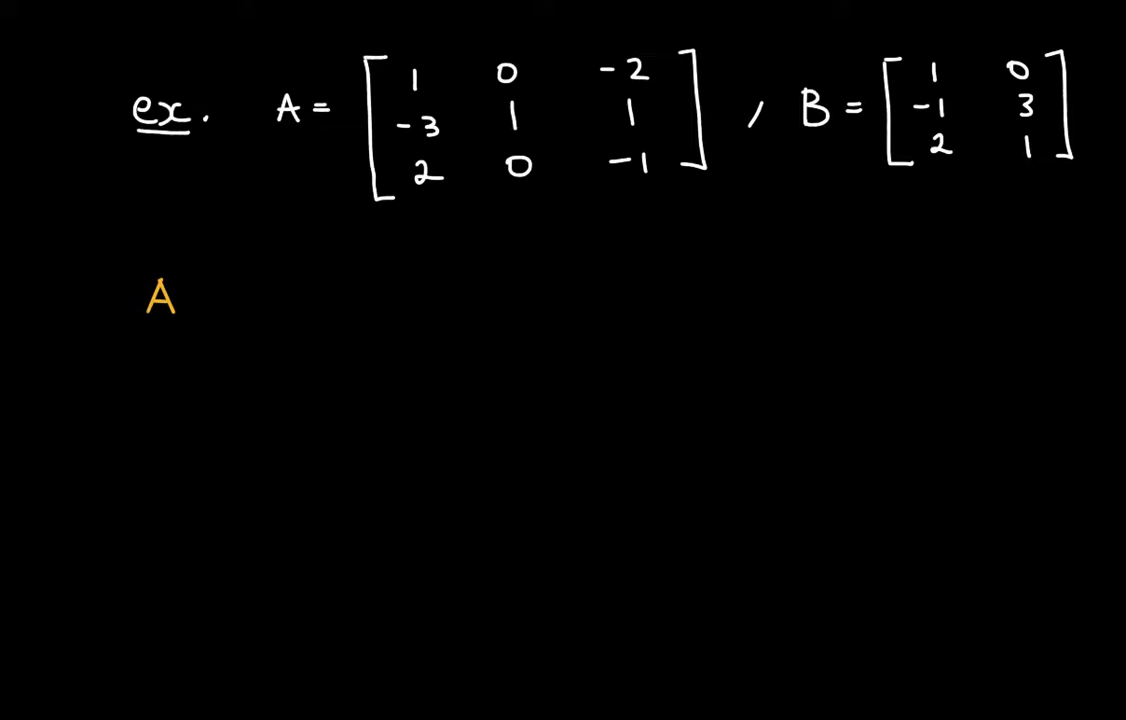 ex. A = [ 1 0 -2 , B = [ 1 0
-3 1 1 -1 3
2 0 -1 ] 2 1 ]
A